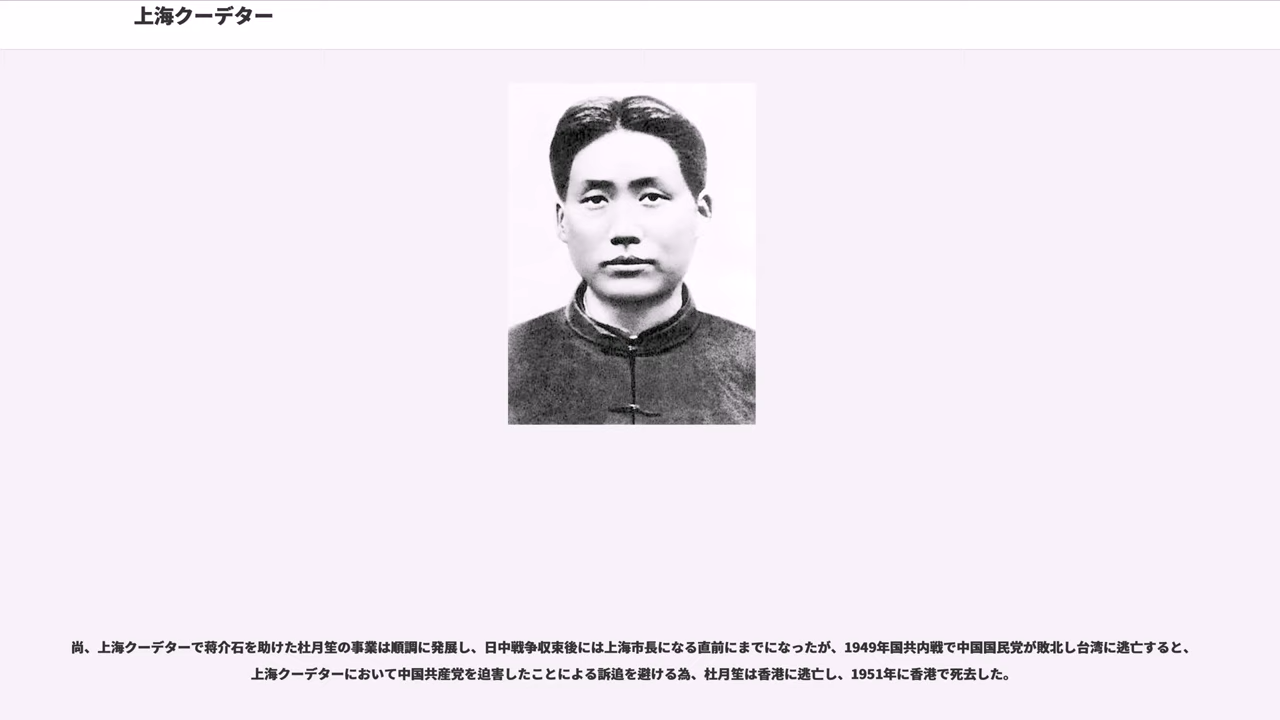 上海クーデター
尚、上海クーデターで蒋介石を助けた杜月笙の事業は順調に発展し、日中戦争収束後には上海市長になる直前にまでになったが、1949年国共内戦で中国国民党が敗北し台湾に逃亡すると、
上海クーデターにおいて中国共産党を迫害したことによる訴追を避ける為、杜月笙は香港に逃亡し、1951年に香港で死去した。